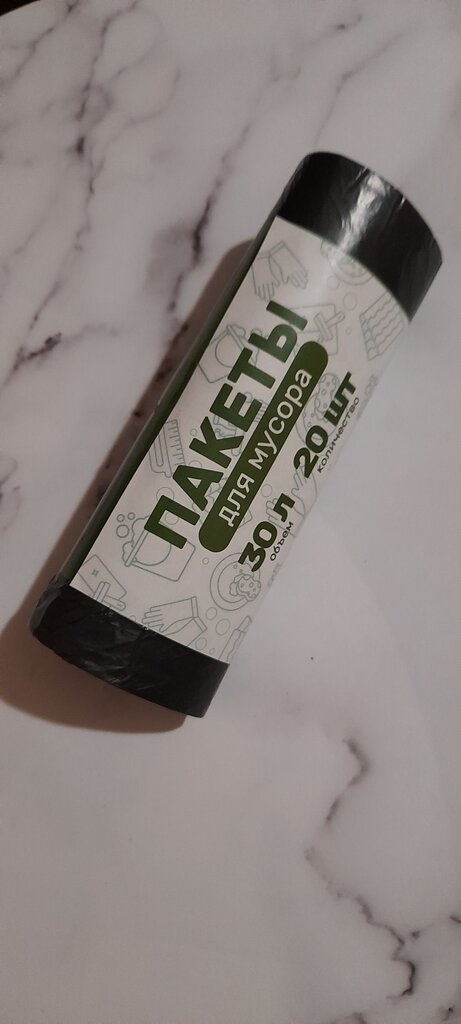 ПАКЕТЫ
для мусора
30 л 20 шт
объем количество